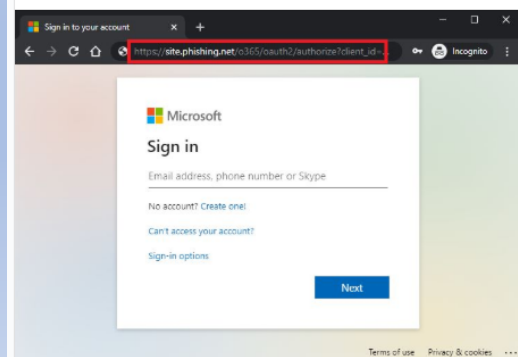 Sign in to your account
https://site.phishing.net/o365/oauth2/authorize?client_id=...
Incognito
Microsoft
Sign in
Email address, phone number or Skype
No account? Create one!
Can't access your account?
Sign-in options
Next
Terms of use Privacy & cookies ...